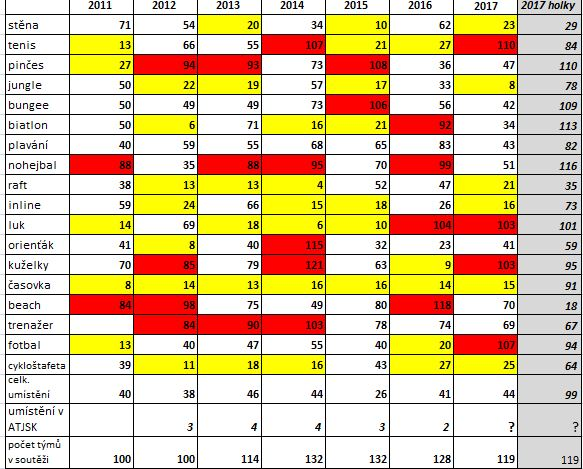 2011 2012 2013 2014 2015 2016 2017 2017 holky
stěna 71 54 20 34 10 62 23 29
tenis 13 66 55 107 21 27 110 84
pinčes 27 94 93 73 108 36 47 110
jungle 50 22 19 57 17 33 8 78
bungee 50 49 49 73 106 56 42 109
biatlon 50 6 71 16 21 92 34 113
plavání 40 59 55 68 65 83 43 82
nohejbal 88 35 88 95 70 99 51 116
raft 38 13 13 4 52 47 21 35
inline 59 24 66 15 18 26 16 73
luk 14 69 18 6 10 104 103 101
orienťák 41 8 40 115 32 23 41 59
kuželky 70 85 79 121 63 9 103 95
časovka 8 14 13 16 16 14 15 91
beach 84 98 75 49 80 118 70 18
trenažer 84 90 103 78 74 69 67
fotbal 13 40 47 55 40 20 107 94
cykloštafeta 39 11 18 16 43 27 25 64
celk.
umístění 40 38 46 44 26 41 44 99
umístění v
ATJSK 3 4 4 3 2 ? ?
počet týmů
v soutěži 100 100 114 132 132 128 119 119